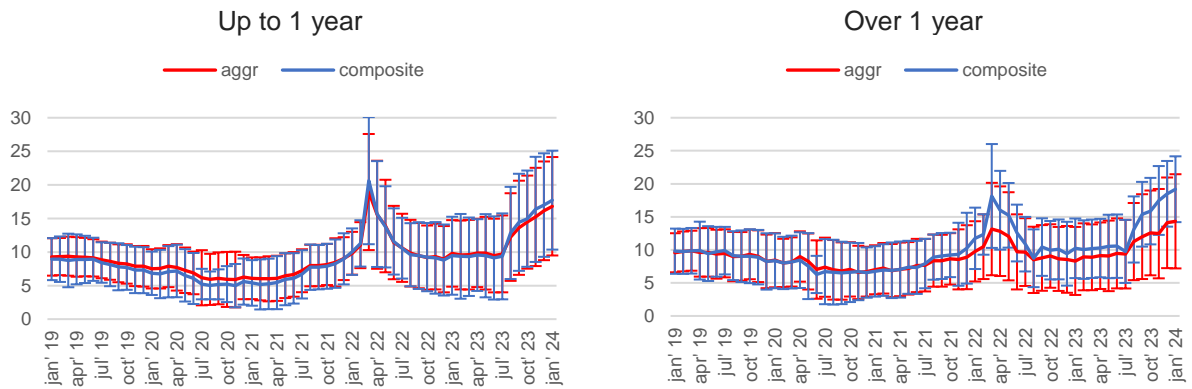 Up to 1 year
aggr composite
30
25
20
15
10
5
0
jan' 19
apr' 19
jul' 19
oct' 19
jan' 20
apr' 20
jul' 20
oct' 20
jan' 21
apr' 21
jul' 21
oct' 21
jan' 22
apr' 22
jul' 22
oct' 22
jan' 23
apr' 23
jul' 23
oct' 23
jan' 24
Over 1 year
aggr composite
30
25
20
15
10
5
0
jan' 19
apr' 19
jul' 19
oct' 19
jan' 20
apr' 20
jul' 20
oct' 20
jan' 21
apr' 21
jul' 21
oct' 21
jan' 22
apr' 22
jul' 22
oct' 22
jan' 23
apr' 23
jul' 23
oct' 23
jan' 24